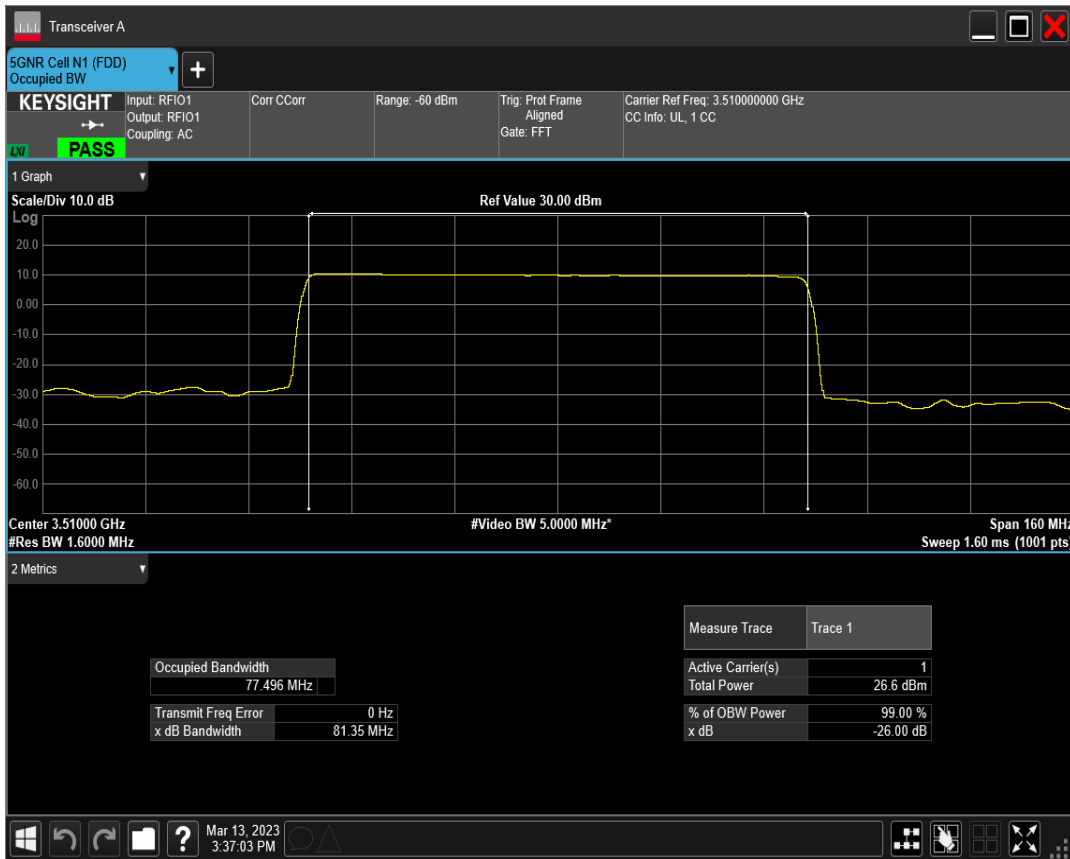 Transceiver A
5GNR Cell N1 (FDD)
Occupied BW
KEYSIGHT
LXI
PASS
Input: RFIO1
Output: RFIO1
Coupling: AC
Corr CCorr
Range: -60 dBm
Trig: Prot Frame
Aligned
Gate: FFT
Carrier Ref Freq: 3.510000000 GHz
CC Info: UL, 1 CC
1 Graph
Scale/Div 10.0 dB
Ref Value 30.00 dBm
Log
20.0
10.0
0.00
-10.0
-20.0
-30.0
-40.0
-50.0
-60.0
Center 3.51000 GHz
#Video BW 5.0000 MHz*
Span 160 MHz
#Res BW 1.6000 MHz
Sweep 1.60 ms (1001 pts)
2 Metrics
Measure Trace Trace 1
Occupied Bandwidth
77.496 MHz
Transmit Freq Error 0 Hz
x dB Bandwidth 81.35 MHz
Active Carrier(s) 1
Total Power 26.6 dBm
% of OBW Power 99.00 %
x dB -26.00 dB
?
Mar 13, 2023
3:37:03 PM